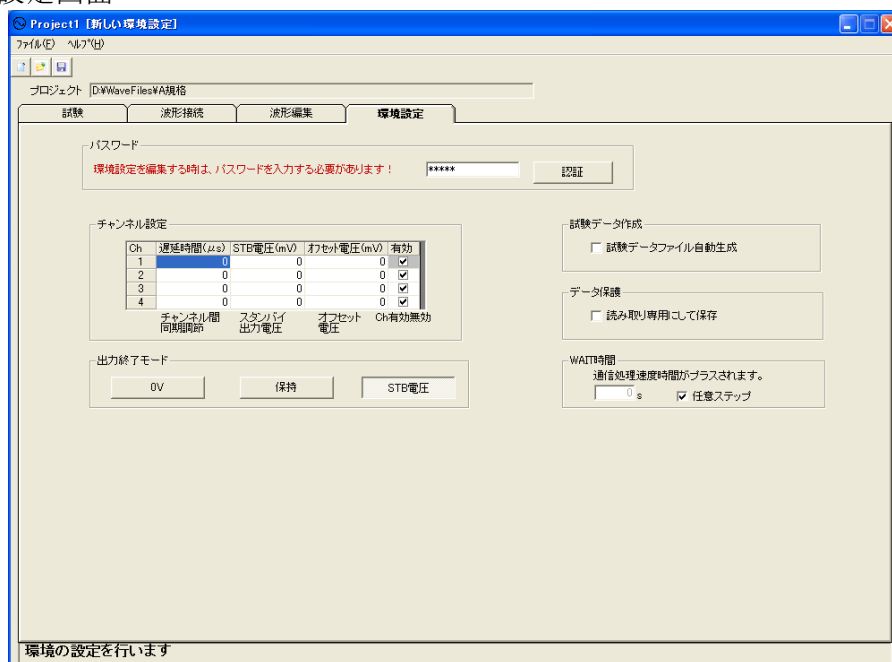 設定画面
Project1 [新しい環境設定]
ファイル(F) ヘルプ(H)
プロジェクト D:¥WaveFiles¥A規格
試験 波形接続 波形編集 環境設定
パスワード
環境設定を編集する時は、パスワードを入力する必要があります! ***** 認証
チャンネル設定
Ch 遅延時間(μs) STB電圧(mV) オフセット電圧(mV) 有効
1 0 0 0
2 0 0 0
3 0 0 0
4 0 0 0
チャンネル間 スタンバイ オフセット Ch有効無効
同期調節 出力電圧 電圧
出力終了モード
0V 保持 STB電圧
試験データ作成
試験データファイル自動生成
データ保護
読み取り専用にして保存
WAIT時間
通信処理速度時間がプラスされます。
0 s 任意ステップ
環境の設定を行います